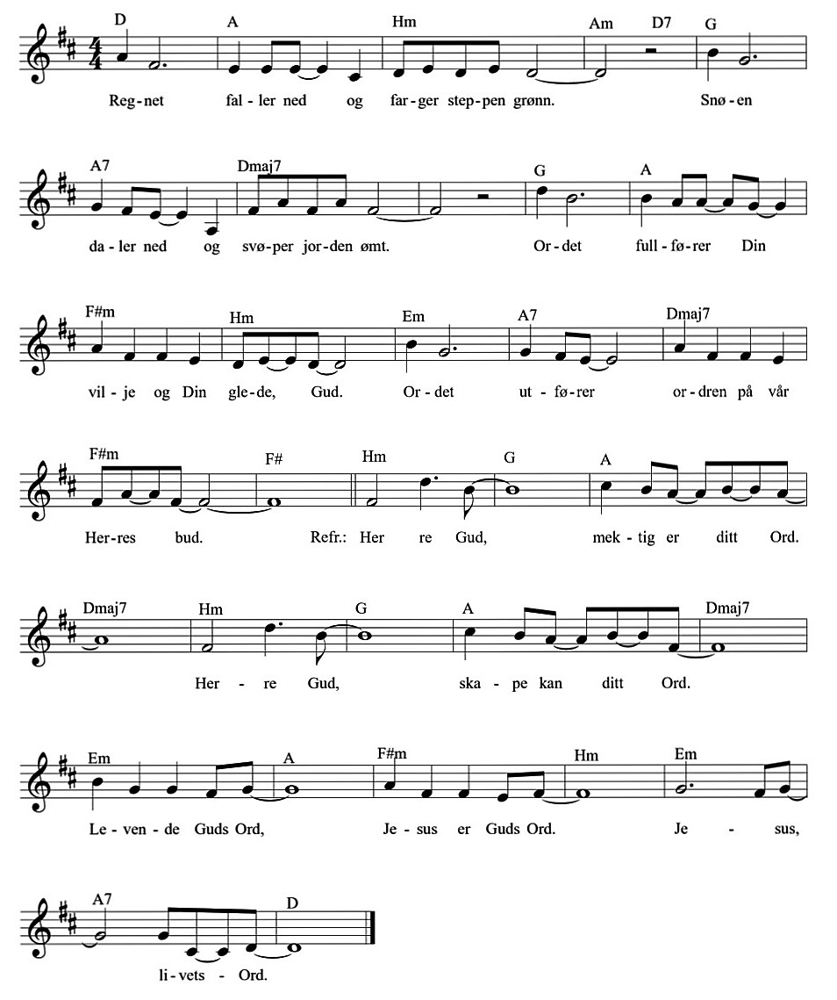 D A Hm Am D7 G
4 4
Reg-net fal-ler ned og far-ger step-pen grønn. Snø-en
A7 Dmaj7 G A
da-ler ned og svø-per jor-den ømt. Or-det full-fø-rer Din
F#m Hm Em A7 Dmaj7
vil-je og Din gle-de, Gud. Or-det ut-fø-rer or-dren på vår
F#m F# Hm G A
Her-res bud. Refr.: Her re Gud, mek-tig er ditt Ord.
Dmaj7 Hm G A Dmaj7
Her-re Gud, ska-pe kan ditt Ord.
Em A F#m Hm Em
Le-ven-de Guds Ord, Je-sus er Guds Ord. Je-sus,
A7 D
li-vets-Ord.